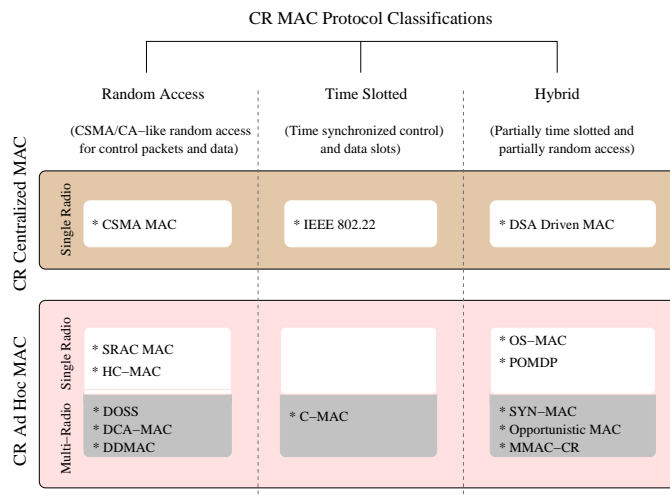 CR MAC Protocol Classifications
Random Access
Time Slotted
Hybrid
(CSMA/CA−like random access
for control packets and data)
(Time synchronized control)
and data slots)
(Partially time slotted and
partially random access)
CR Centralized MAC
Single Radio
* CSMA MAC
* IEEE 802.22
* DSA Driven MAC
CR Ad Hoc MAC
Single Radio
* SRAC MAC
* HC−MAC
* OS−MAC
* POMDP
Multi−Radio
* DOSS
* DCA−MAC
* DDMAC
* C−MAC
* SYN−MAC
* Opportunistic MAC
* MMAC−CR